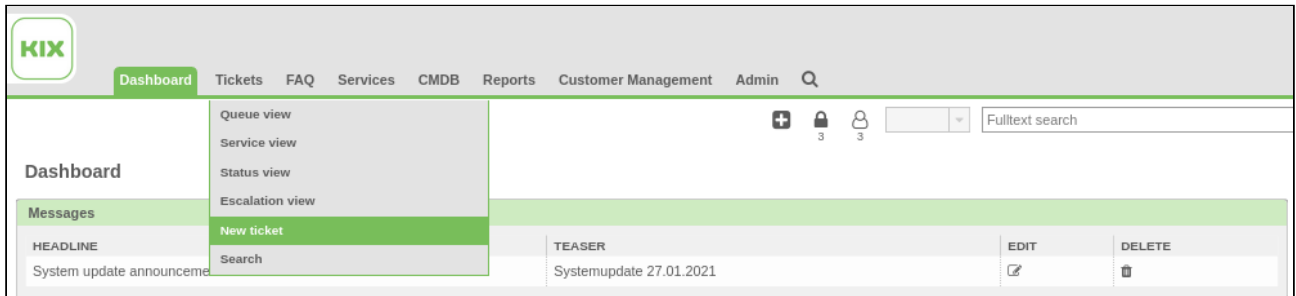 KIX
Dashboard Tickets FAQ Services CMDB Reports Customer Management Admin
Queue view
Service view
Status view
Escalation view
New ticket
Search
3 3
Fulltext search
Dashboard
Messages
HEADLINE TEASER EDIT DELETE
System update announceme Systemupdate 27.01.2021